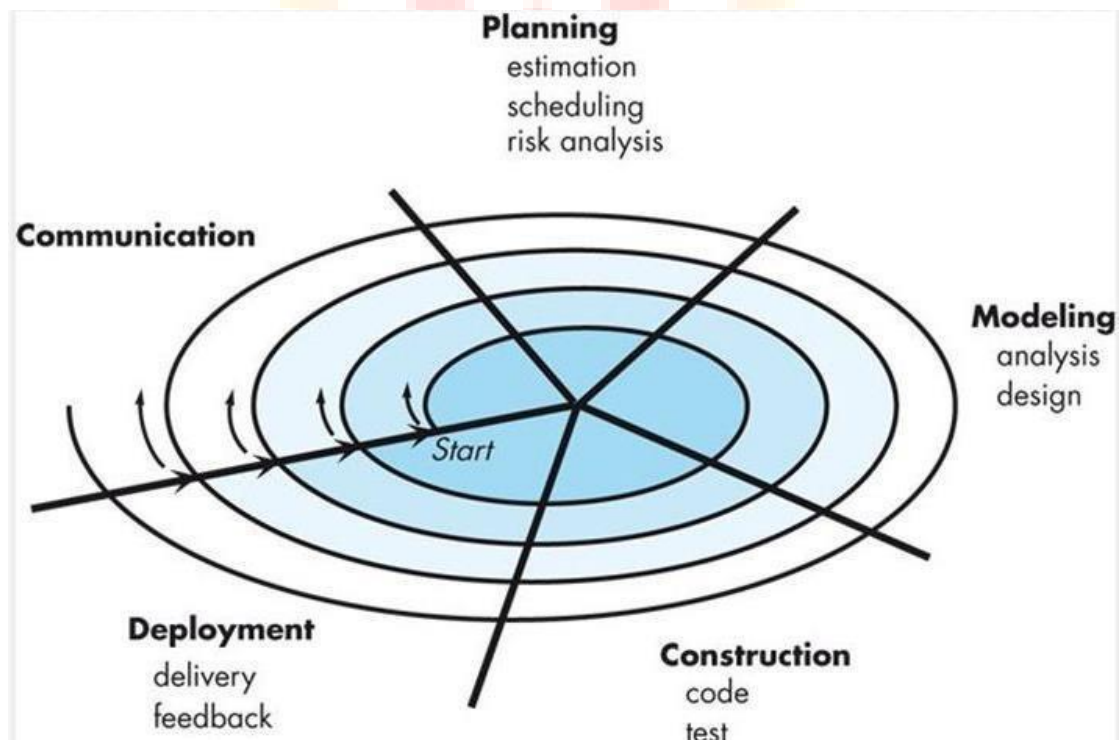 Planning
estimation
scheduling
risk analysis
Communication
Modeling
analysis
design
Start
Deployment
delivery
feedback
Construction
code
test